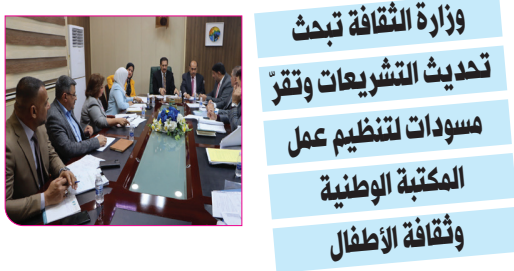 وزارة الثقافة تبحث
تحديث التشريعات وتقرّ
مسودات لتنظيم عمل
المكتبة الوطنية
وثقافة الأطفال